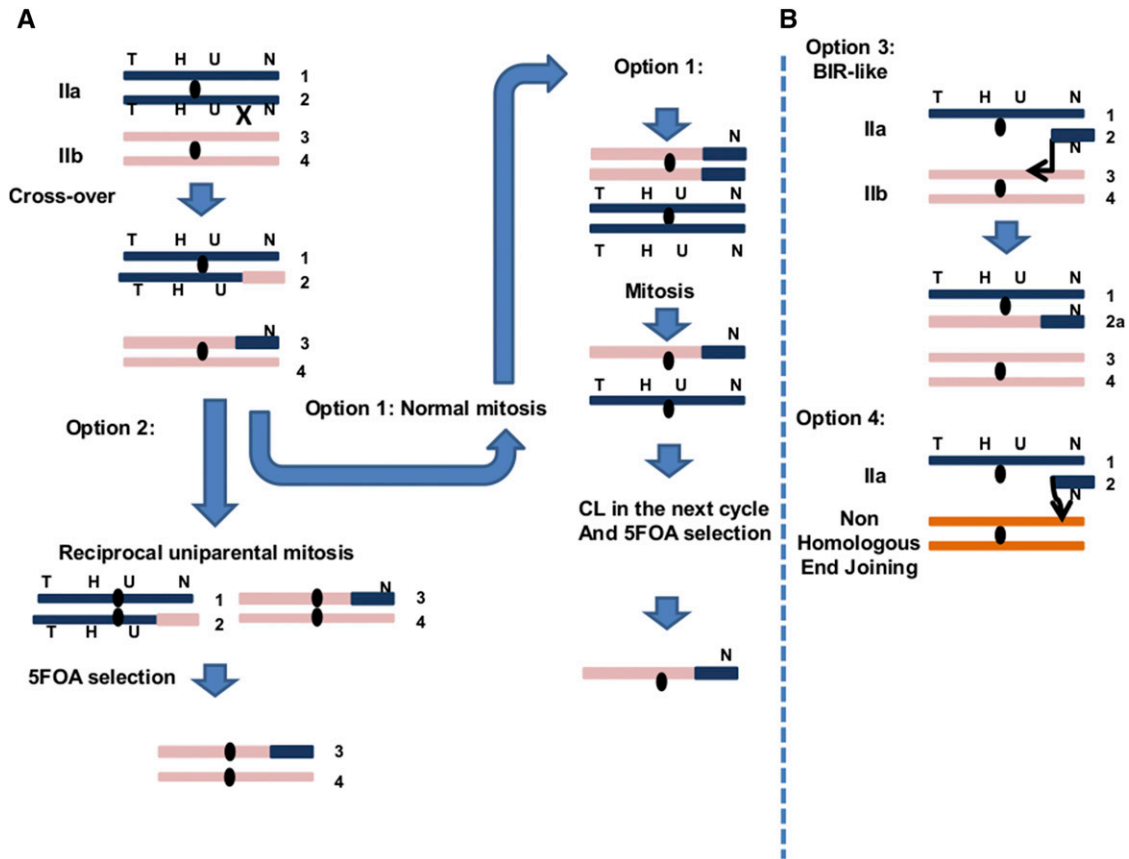 A
T H U N
1
IIa
2
T H U X N
3
IIb
4
Cross-over
T H U N
1
2
T H U
N
3
4
Option 2:
Option 1: Normal mitosis
Reciprocal uniparental mitosis
T H U N
1
2
T H U
N
3
4
5FOA selection
3
4
Option 1:
N
T H U N
T H U N
Mitosis
N
T H U N
CL in the next cycle
And 5FOA selection
N
B
Option 3:
BIR-like
T H U N
1
IIa
2
N
3
IIb
4
T H U N
1
N
2a
3
4
Option 4:
T H U N
1
IIa
2
N
Non
Homologous
End Joining